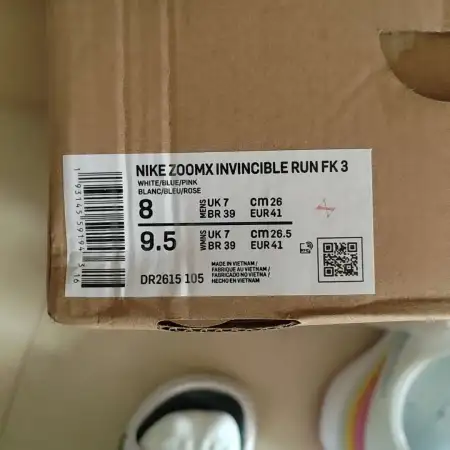 NIKE ZOOMX INVINCIBLE RUN FK 3
WHITE/BLUE/PINK
BLANC/BLEU/ROSE
8 MENS UK 7 cm 26
BR 39 EUR 41
9.5 WMNS UK 7 cm 26.5
BR 39 EUR 41
DR2615 105
MADE IN VIETNAM /
FABRIQUE AU VIETNAM /
FABRICADO NO VIETNA /
HECHO EN VIETNAM